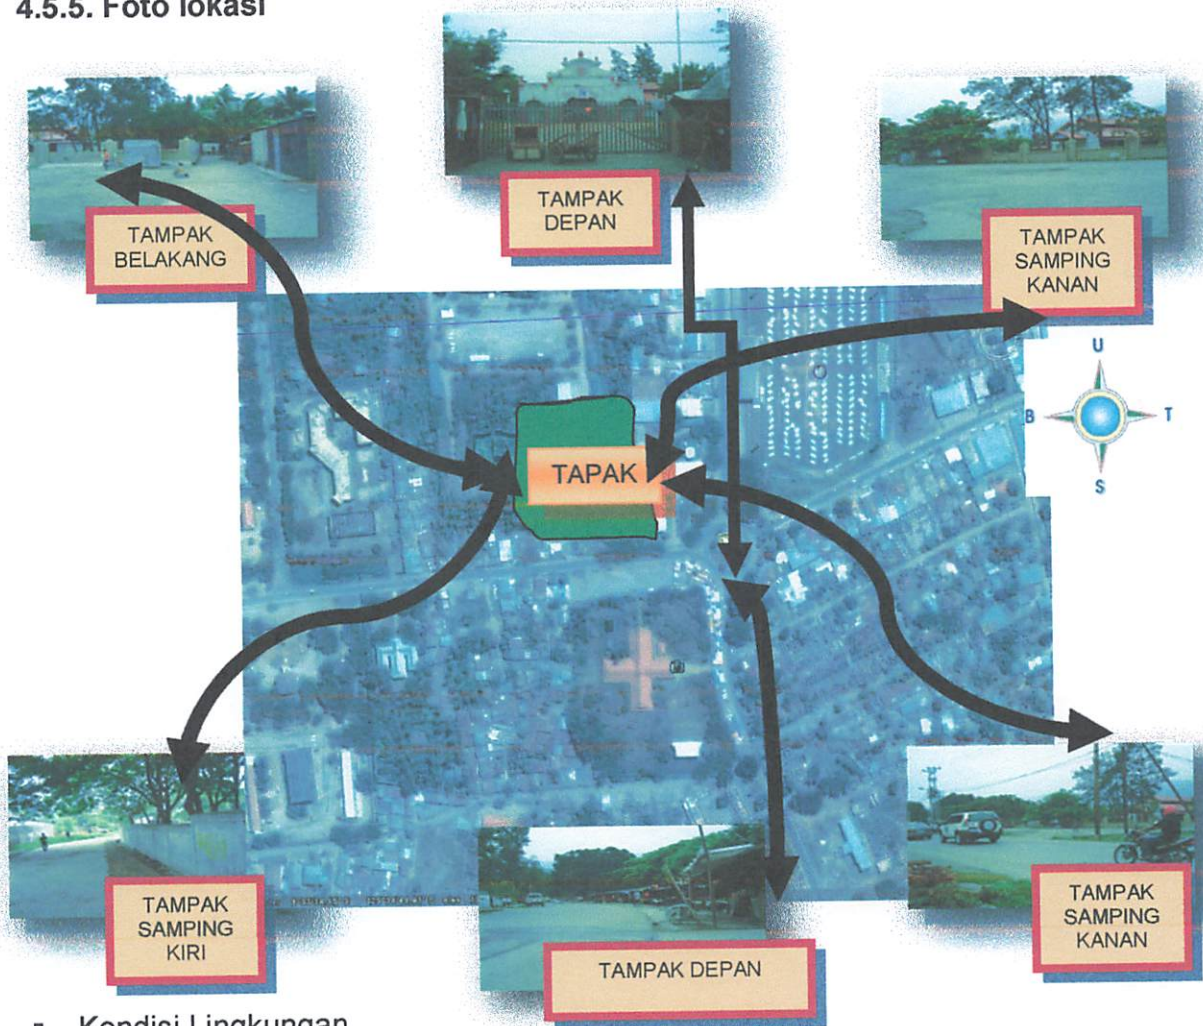 4.5.5. Foto lokasi
TAMPAK
DEPAN
TAMPAK
BELAKANG
TAMPAK
SAMPING
KANAN
U
B
T
S
TAPAK
TAMPAK
SAMPING
KIRI
TAMPAK DEPAN
TAMPAK
SAMPING
KANAN
Kondisi Lingkungan